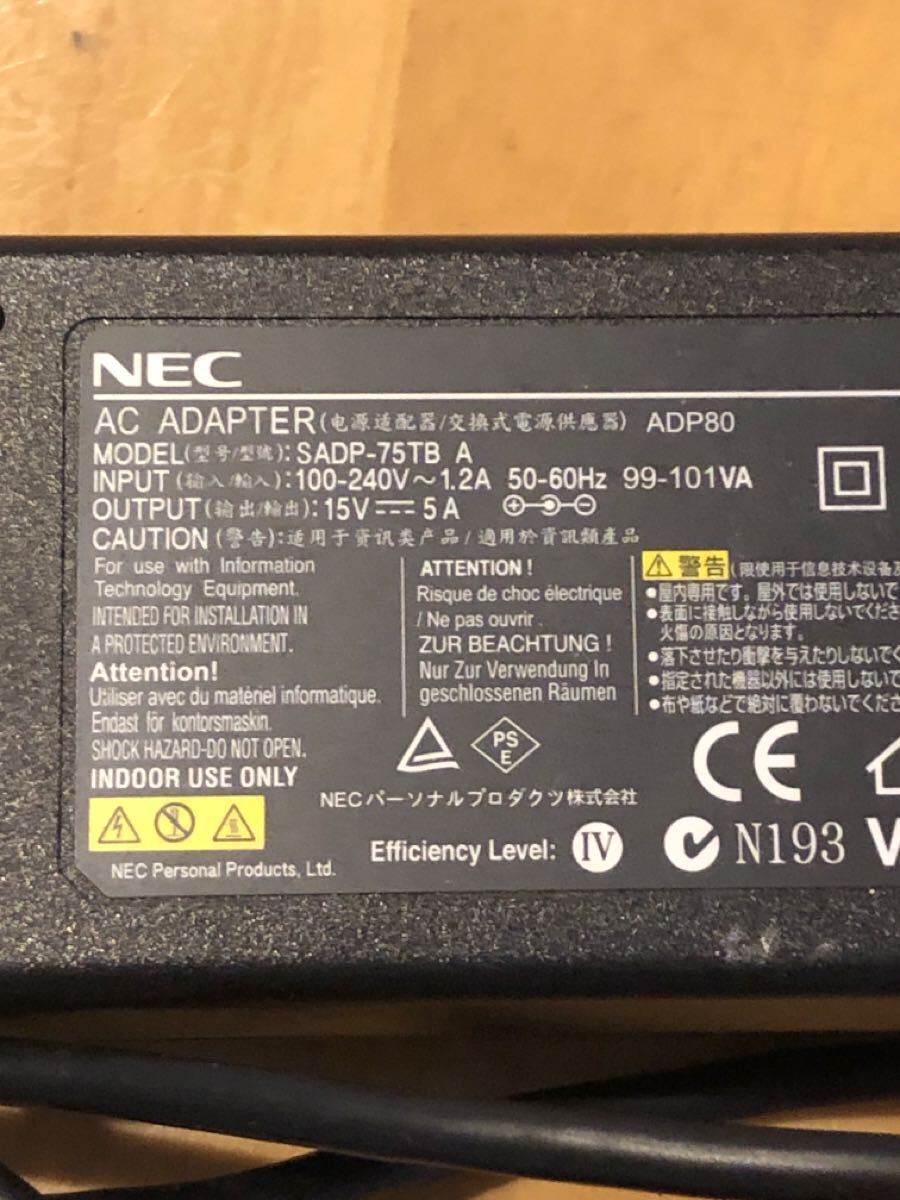 NEC
AC ADAPTER(电源适配器/交換式電源供應器) ADP80
MODEL(型号/型號):SADP-75TB A
INPUT (输入/輸入):100-240V~1.2A 50-60Hz 99-101VA
OUTPUT(输出/輸出):15V⎓5A
CAUTION (警告):适用于资讯类产品/適用於資訊類產品
For use with Information
Technology Equipment.
INTENDED FOR INSTALLATION IN
A PROTECTED ENVIRONMENT.
Attention!
Utiliser avec du matériel informatique.
Endast för kontorsmaskin.
SHOCK HAZARD-DO NOT OPEN.
INDOOR USE ONLY
NEC Personal Products, Ltd.
ATTENTION!
Risque de choc électrique
/ Ne pas ouvrir.
ZUR BEACHTUNG!
Nur Zur Verwendung In
geschlossenen Räumen
警告(限使用于信息技术设备及
●屋内専用です。屋外では使用しないで
●表面に接触しながら使用しないでくださ
火傷の原因となります。
●落下させたり衝撃を与えたりしないでく
●指定された機器以外には使用しないで
●布や紙などで絶対に覆わないでくださ
PS
E
CE
NECパーソナルプロダクツ株式会社
Efficiency Level: IV
N193
V